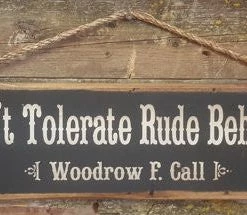 't Tolerate Rude Beh
Woodrow F. Call